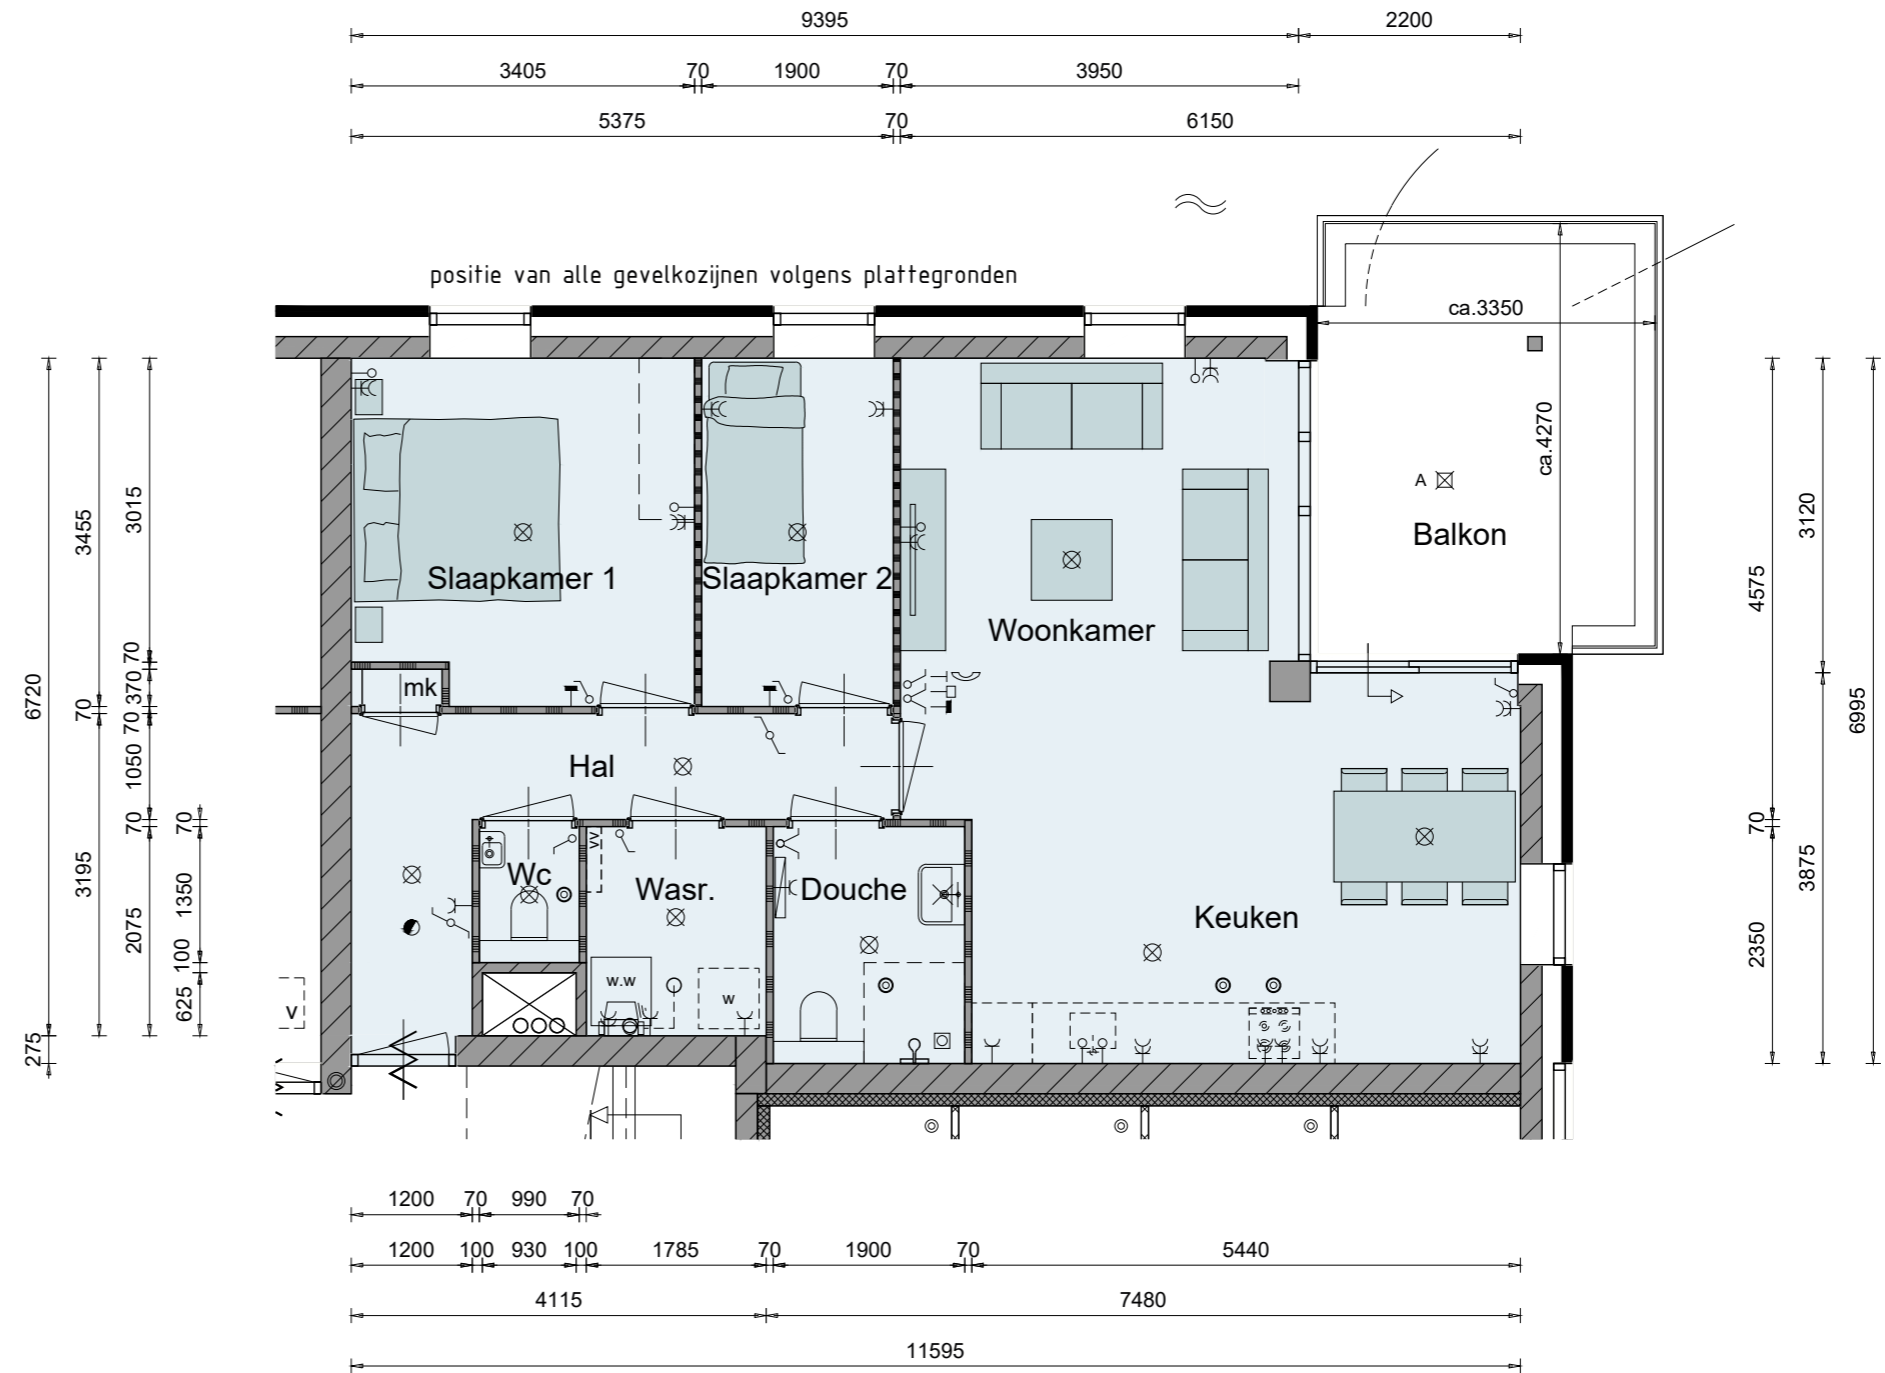 9395 2200
3405 70 1900 70 3950
5375 70 6150
positie van alle gevelkozijnen volgens plattegronden
ca.3350
ca.4270
A
Balkon
Slaapkamer 1
Slaapkamer 2
Woonkamer
mk
Hal
Wc
vv
Wasr.
Douche
Keuken
w.w
w
v
6720
275
3455
70
3195
3015
70
370
70
1050
70
2075
70
1350
100
625
4575
70
2350
3120
3875
6995
1200 70 990 70
1200 100 930 100 1785 70 1900 70 5440
4115 7480
11595